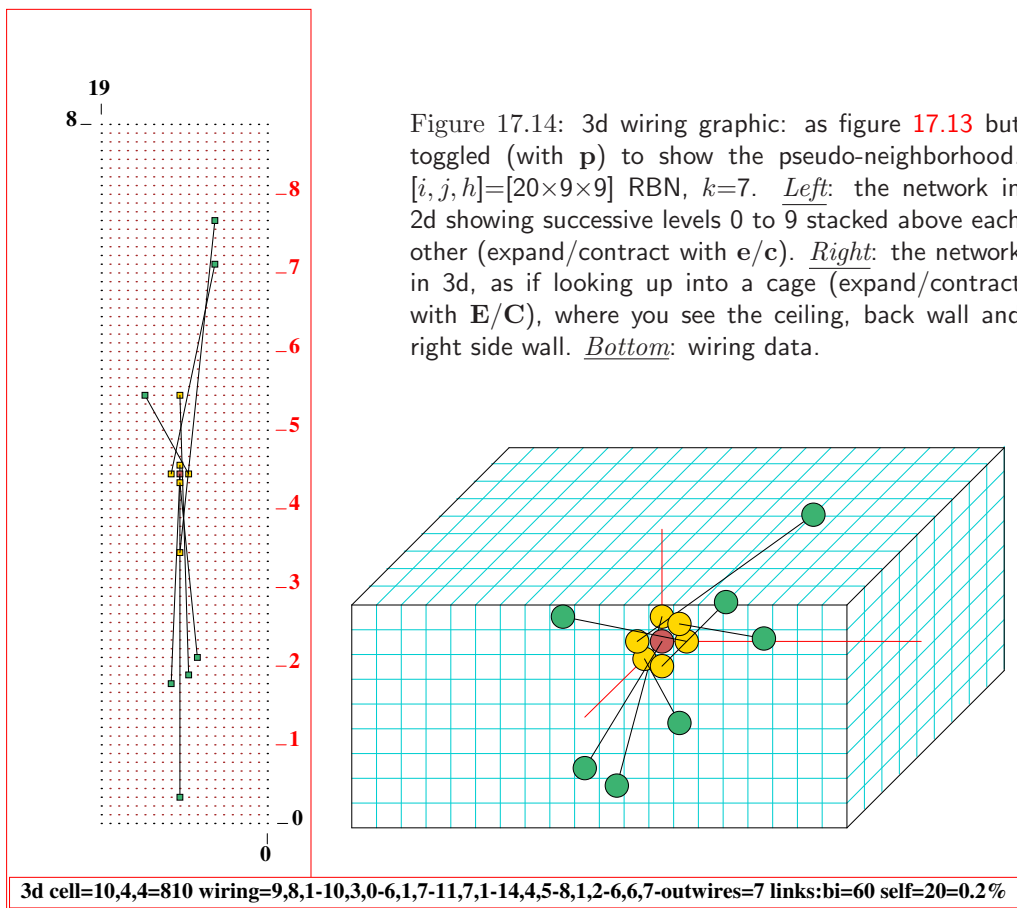 19
8
8
7
6
5
4
3
2
1
0
0
Figure 17.14: 3d wiring graphic: as figure 17.13 but
toggled (with p) to show the pseudo-neighborhood.
[i, j, h]=[20×9×9] RBN, k=7. Left: the network in
2d showing successive levels 0 to 9 stacked above each
other (expand/contract with e/c). Right: the network
in 3d, as if looking up into a cage (expand/contract
with E/C), where you see the ceiling, back wall and
right side wall. Bottom: wiring data.
3d cell=10,4,4=810 wiring=9,8,1-10,3,0-6,1,7-11,7,1-14,4,5-8,1,2-6,6,7-outwires=7 links:bi=60 self=20=0.2%